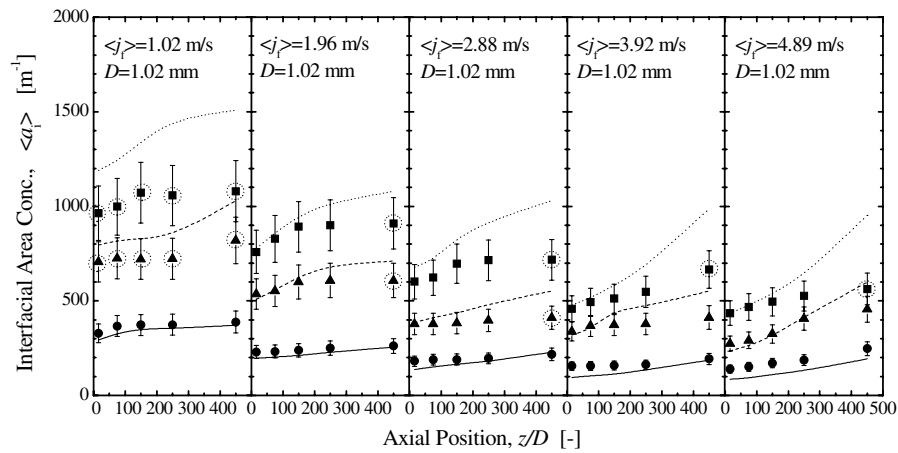 <j_f>=1.02 m/s
D=1.02 mm
<j_f>=1.96 m/s
D=1.02 mm
<j_f>=2.88 m/s
D=1.02 mm
<j_f>=3.92 m/s
D=1.02 mm
<j_f>=4.89 m/s
D=1.02 mm
Interfacial Area Conc., <a_i> [m⁻¹]
2000
1500
1000
500
0
0 100 200 300 400
0 100 200 300 400
0 100 200 300 400
0 100 200 300 400
0 100 200 300 400 500
Axial Position, z/D [-]